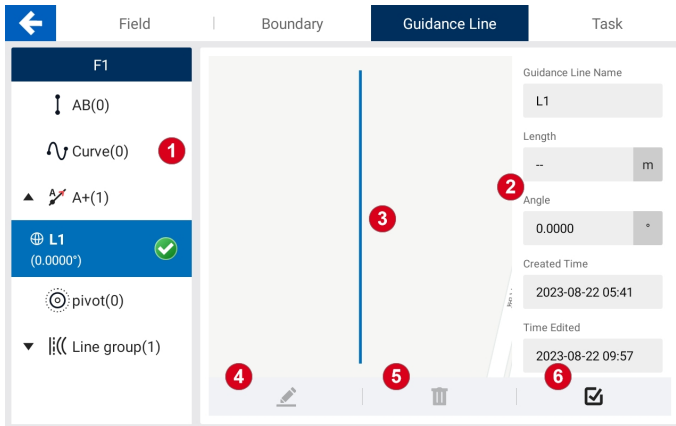 Field
Boundary
Guidance Line
Task
F1
AB(0)
Curve(0)
1
A+(1)
L1
(0.0000°)
pivot(0)
Line group(1)
3
2
Guidance Line Name
L1
Length
-- m
Angle
0.0000 °
Created Time
2023-08-22 05:41
Time Edited
2023-08-22 09:57
4
5
6